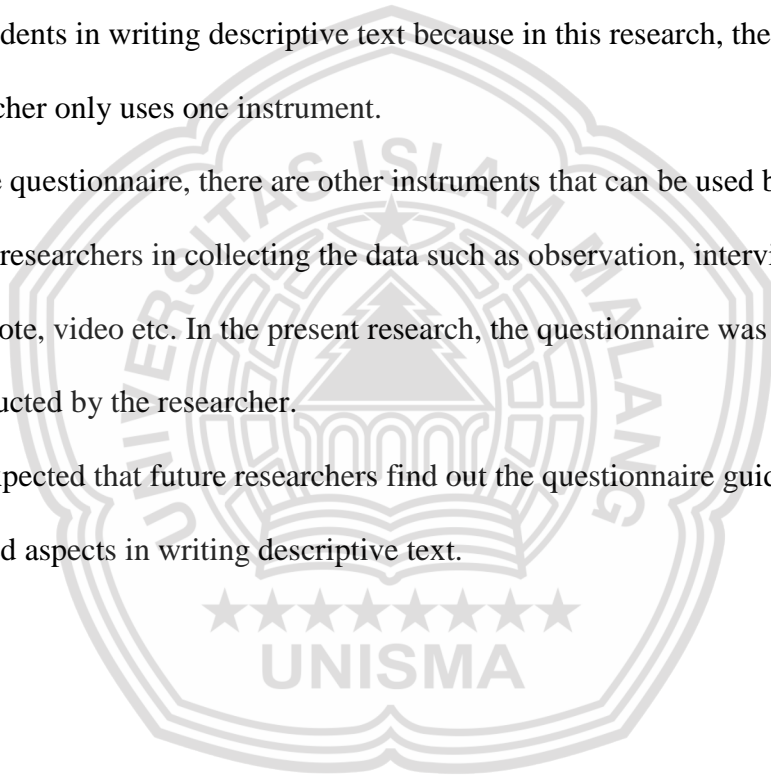 dents in writing descriptive text because in this research, the
cher only uses one instrument.
e questionnaire, there are other instruments that can be used b
researchers in collecting the data such as observation, intervi
ote, video etc. In the present research, the questionnaire was
ucted by the researcher.
pected that future researchers find out the questionnaire guid
d aspects in writing descriptive text.
UNIVERSITAS ISLAM MALANG
UNISMA